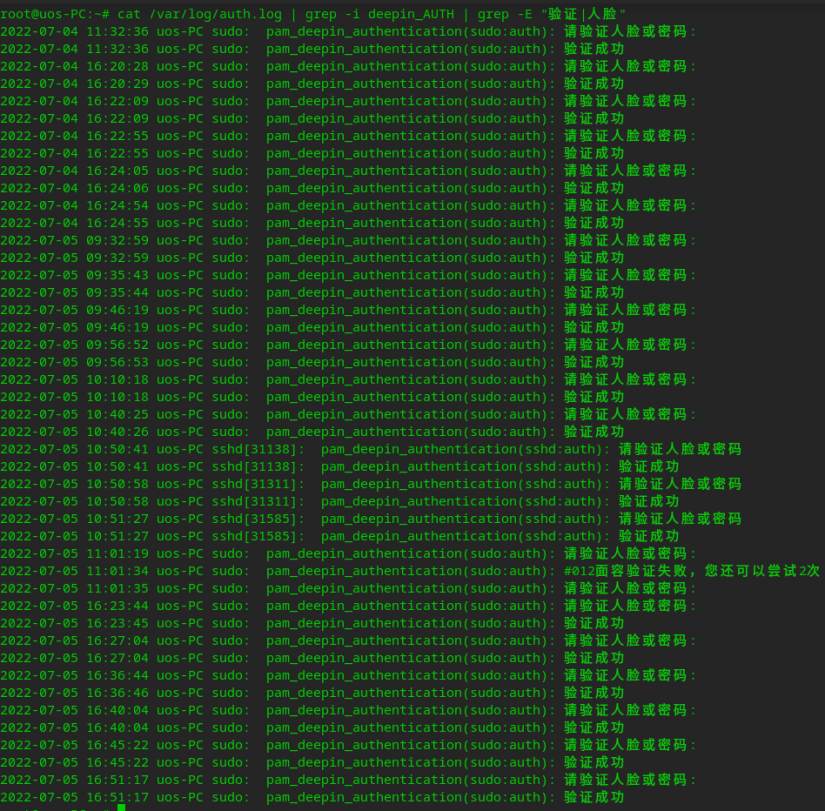 root@uos-PC:~# cat /var/log/auth.log | grep -i deepin_AUTH | grep -E "验证|人脸"
2022-07-04 11:32:36 uos-PC sudo:  pam_deepin_authentication(sudo:auth): 请验证人脸或密码:
2022-07-04 11:32:36 uos-PC sudo:  pam_deepin_authentication(sudo:auth): 验证成功
2022-07-04 16:20:28 uos-PC sudo:  pam_deepin_authentication(sudo:auth): 请验证人脸或密码:
2022-07-04 16:20:29 uos-PC sudo:  pam_deepin_authentication(sudo:auth): 验证成功
2022-07-04 16:22:09 uos-PC sudo:  pam_deepin_authentication(sudo:auth): 请验证人脸或密码:
2022-07-04 16:22:09 uos-PC sudo:  pam_deepin_authentication(sudo:auth): 验证成功
2022-07-04 16:22:55 uos-PC sudo:  pam_deepin_authentication(sudo:auth): 请验证人脸或密码:
2022-07-04 16:22:55 uos-PC sudo:  pam_deepin_authentication(sudo:auth): 验证成功
2022-07-04 16:24:05 uos-PC sudo:  pam_deepin_authentication(sudo:auth): 请验证人脸或密码:
2022-07-04 16:24:06 uos-PC sudo:  pam_deepin_authentication(sudo:auth): 验证成功
2022-07-04 16:24:54 uos-PC sudo:  pam_deepin_authentication(sudo:auth): 请验证人脸或密码:
2022-07-04 16:24:55 uos-PC sudo:  pam_deepin_authentication(sudo:auth): 验证成功
2022-07-05 09:32:59 uos-PC sudo:  pam_deepin_authentication(sudo:auth): 请验证人脸或密码:
2022-07-05 09:32:59 uos-PC sudo:  pam_deepin_authentication(sudo:auth): 验证成功
2022-07-05 09:35:43 uos-PC sudo:  pam_deepin_authentication(sudo:auth): 请验证人脸或密码:
2022-07-05 09:35:44 uos-PC sudo:  pam_deepin_authentication(sudo:auth): 验证成功
2022-07-05 09:46:19 uos-PC sudo:  pam_deepin_authentication(sudo:auth): 请验证人脸或密码:
2022-07-05 09:46:19 uos-PC sudo:  pam_deepin_authentication(sudo:auth): 验证成功
2022-07-05 09:56:52 uos-PC sudo:  pam_deepin_authentication(sudo:auth): 请验证人脸或密码:
2022-07-05 09:56:53 uos-PC sudo:  pam_deepin_authentication(sudo:auth): 验证成功
2022-07-05 10:10:18 uos-PC sudo:  pam_deepin_authentication(sudo:auth): 请验证人脸或密码:
2022-07-05 10:10:18 uos-PC sudo:  pam_deepin_authentication(sudo:auth): 验证成功
2022-07-05 10:40:25 uos-PC sudo:  pam_deepin_authentication(sudo:auth): 请验证人脸或密码:
2022-07-05 10:40:26 uos-PC sudo:  pam_deepin_authentication(sudo:auth): 验证成功
2022-07-05 10:50:41 uos-PC sshd[31138]:  pam_deepin_authentication(sshd:auth): 请验证人脸或密码
2022-07-05 10:50:41 uos-PC sshd[31138]:  pam_deepin_authentication(sshd:auth): 验证成功
2022-07-05 10:50:58 uos-PC sshd[31311]:  pam_deepin_authentication(sshd:auth): 请验证人脸或密码
2022-07-05 10:50:58 uos-PC sshd[31311]:  pam_deepin_authentication(sshd:auth): 验证成功
2022-07-05 10:51:27 uos-PC sshd[31585]:  pam_deepin_authentication(sshd:auth): 请验证人脸或密码
2022-07-05 10:51:27 uos-PC sshd[31585]:  pam_deepin_authentication(sshd:auth): 验证成功
2022-07-05 11:01:19 uos-PC sudo:  pam_deepin_authentication(sudo:auth): 请验证人脸或密码:
2022-07-05 11:01:34 uos-PC sudo:  pam_deepin_authentication(sudo:auth): #012面容验证失败，您还可以尝试2次
2022-07-05 11:01:35 uos-PC sudo:  pam_deepin_authentication(sudo:auth): 请验证人脸或密码:
2022-07-05 16:23:44 uos-PC sudo:  pam_deepin_authentication(sudo:auth): 请验证人脸或密码:
2022-07-05 16:23:45 uos-PC sudo:  pam_deepin_authentication(sudo:auth): 验证成功
2022-07-05 16:27:04 uos-PC sudo:  pam_deepin_authentication(sudo:auth): 请验证人脸或密码:
2022-07-05 16:27:04 uos-PC sudo:  pam_deepin_authentication(sudo:auth): 验证成功
2022-07-05 16:36:44 uos-PC sudo:  pam_deepin_authentication(sudo:auth): 请验证人脸或密码:
2022-07-05 16:36:46 uos-PC sudo:  pam_deepin_authentication(sudo:auth): 验证成功
2022-07-05 16:40:04 uos-PC sudo:  pam_deepin_authentication(sudo:auth): 请验证人脸或密码:
2022-07-05 16:40:04 uos-PC sudo:  pam_deepin_authentication(sudo:auth): 验证成功
2022-07-05 16:45:22 uos-PC sudo:  pam_deepin_authentication(sudo:auth): 请验证人脸或密码:
2022-07-05 16:45:22 uos-PC sudo:  pam_deepin_authentication(sudo:auth): 验证成功
2022-07-05 16:51:17 uos-PC sudo:  pam_deepin_authentication(sudo:auth): 请验证人脸或密码:
2022-07-05 16:51:17 uos-PC sudo:  pam_deepin_authentication(sudo:auth): 验证成功